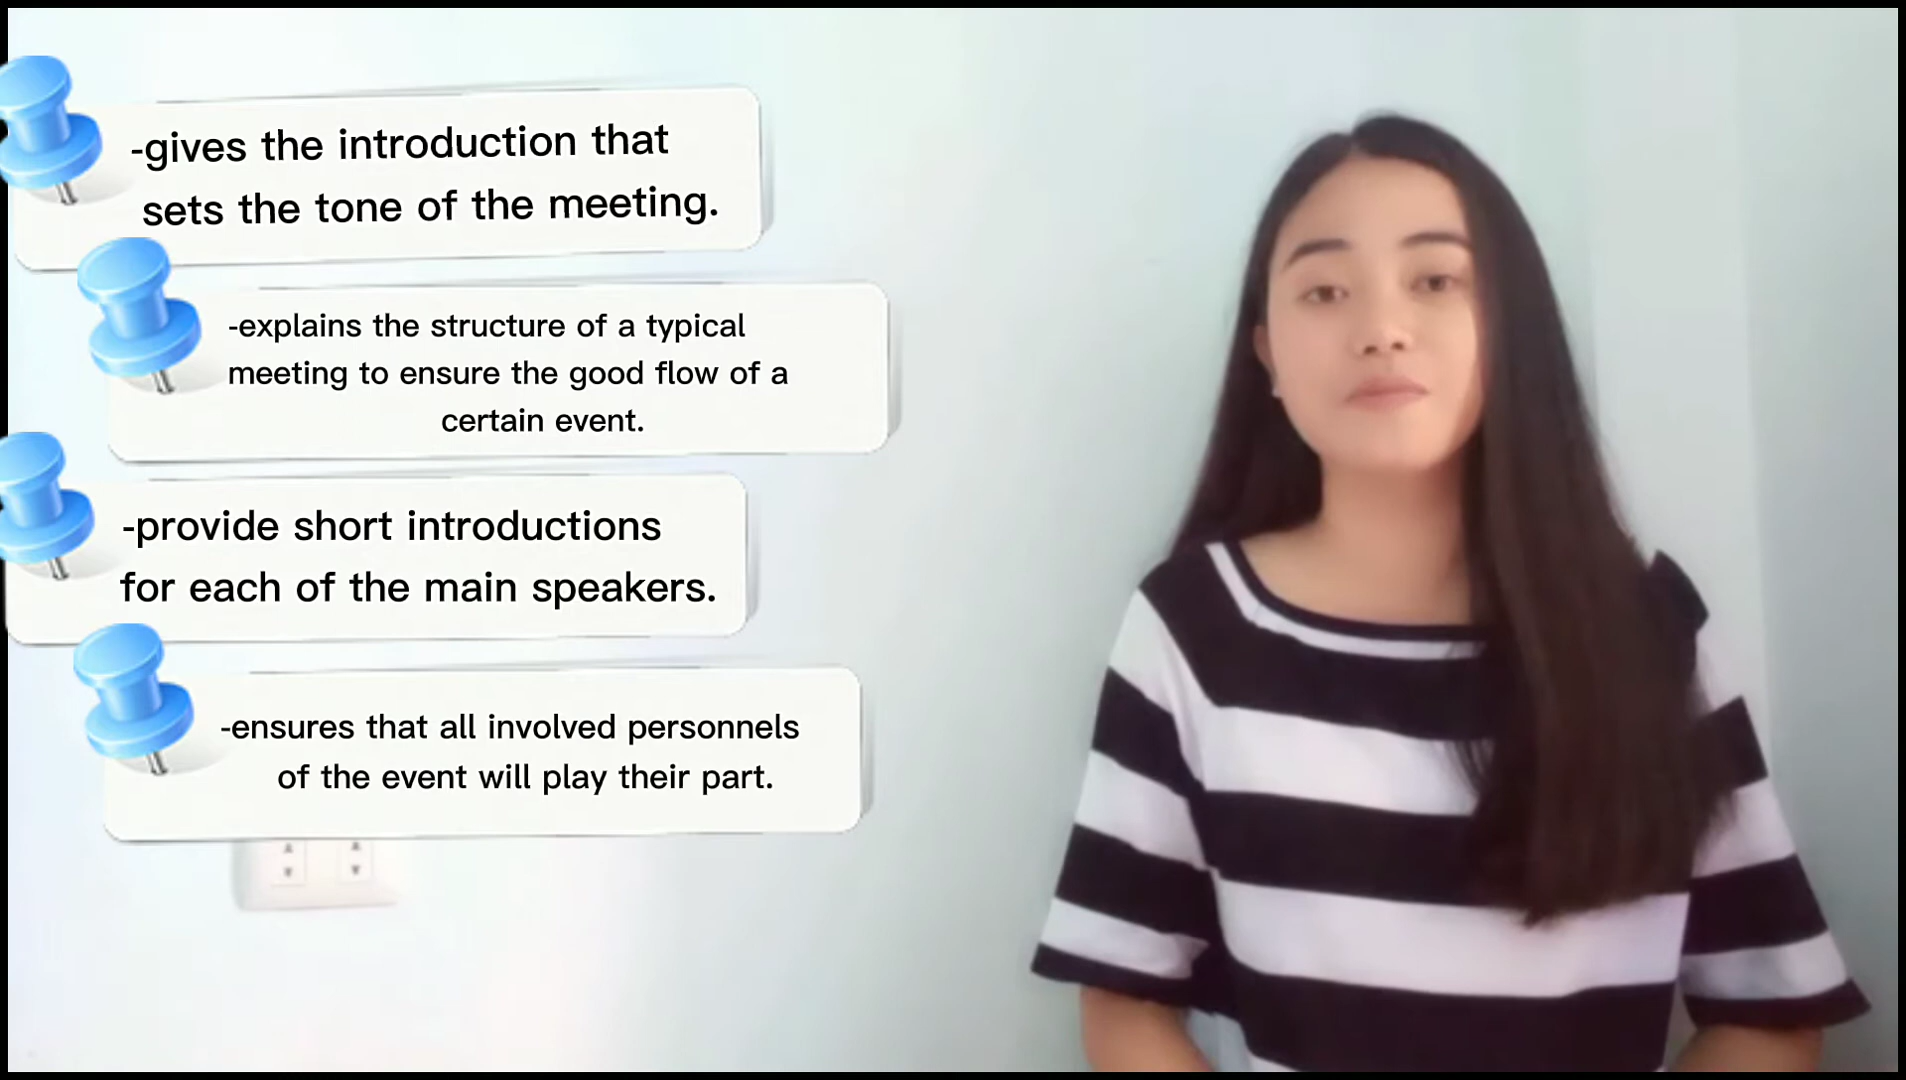 -gives the introduction that
sets the tone of the meeting.
-explains the structure of a typical
meeting to ensure the good flow of a
certain event.
-provide short introductions
for each of the main speakers.
-ensures that all involved personnels
of the event will play their part.